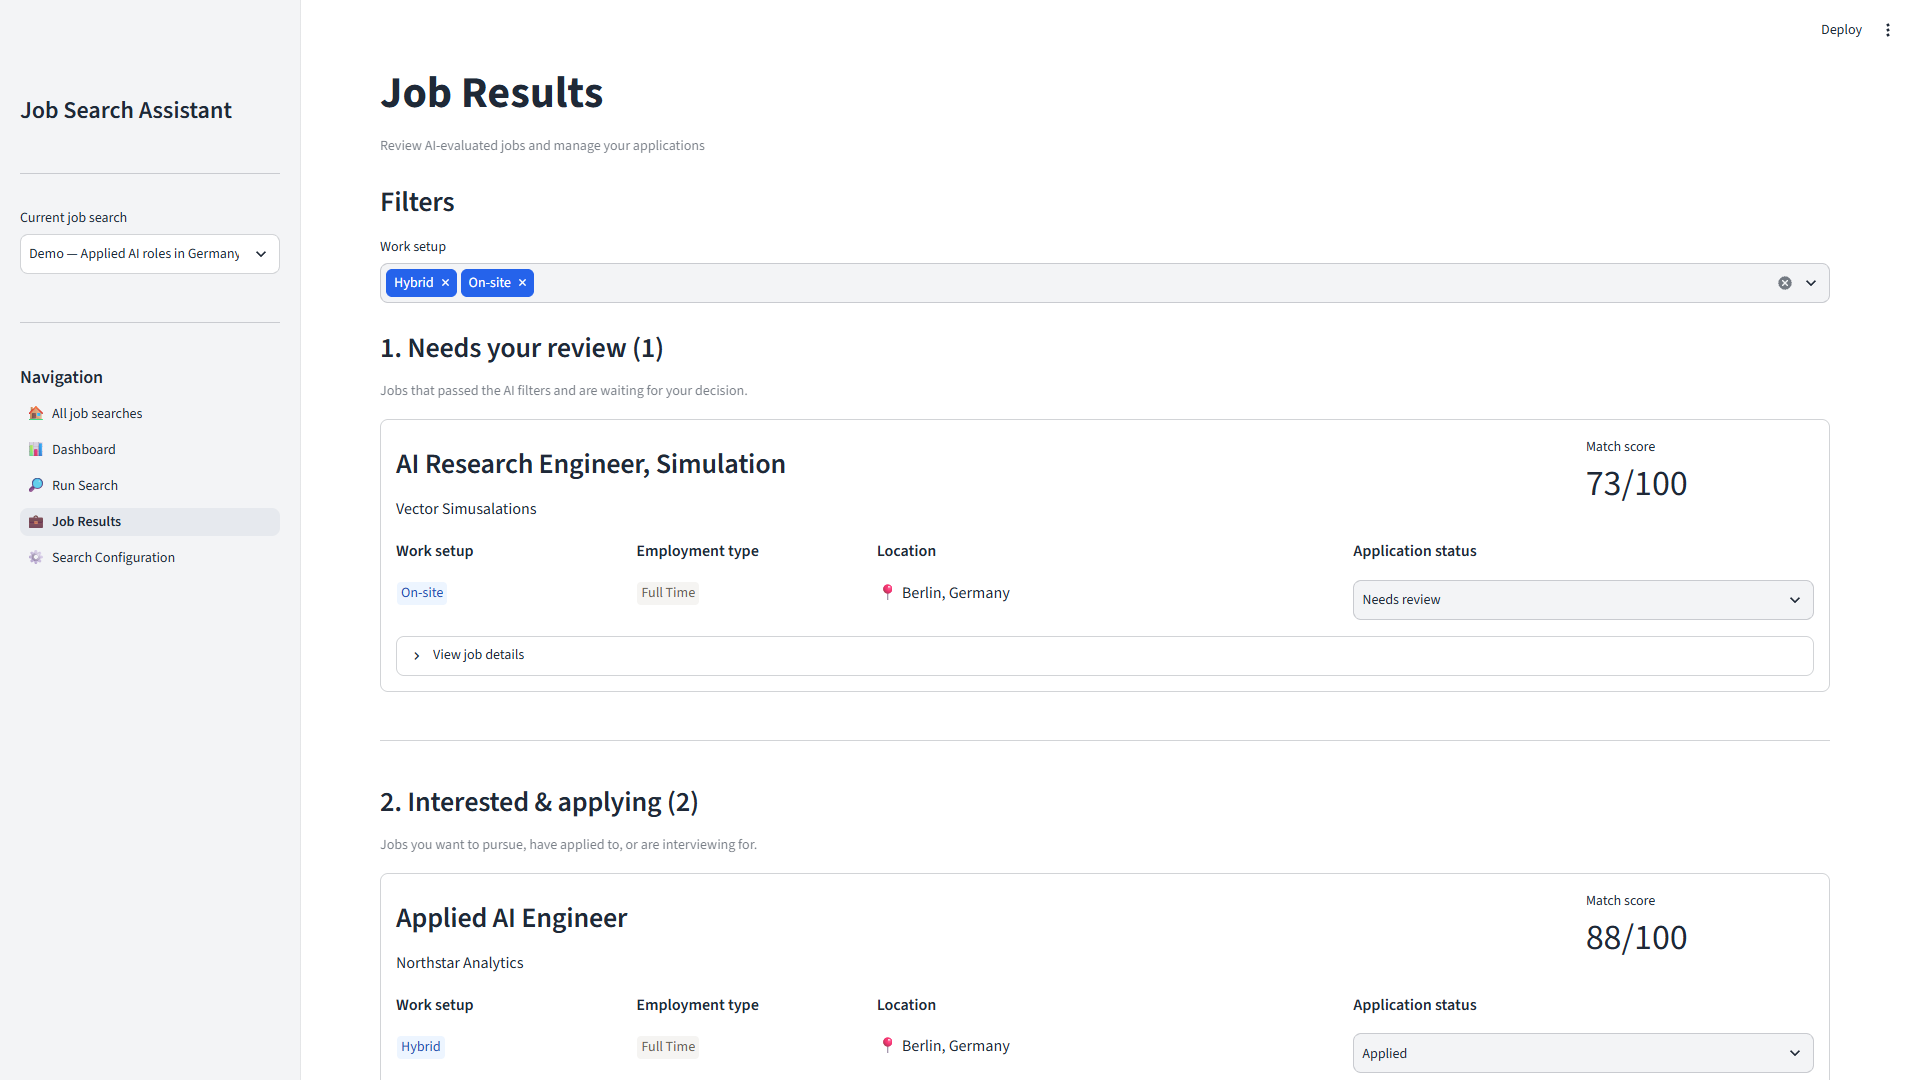 Deploy
Job Search Assistant
Current job search
Demo — Applied AI roles in Germany
Navigation
All job searches
Dashboard
Run Search
Job Results
Search Configuration
Job Results
Review AI-evaluated jobs and manage your applications
Filters
Work setup
Hybrid × On-site ×
1. Needs your review (1)
Jobs that passed the AI filters and are waiting for your decision.
AI Research Engineer, Simulation
Match score
73/100
Vector Simusalations
Work setup Employment type Location Application status
On-site Full Time Berlin, Germany Needs review
View job details
2. Interested & applying (2)
Jobs you want to pursue, have applied to, or are interviewing for.
Applied AI Engineer
Match score
88/100
Northstar Analytics
Work setup Employment type Location Application status
Hybrid Full Time Berlin, Germany Applied